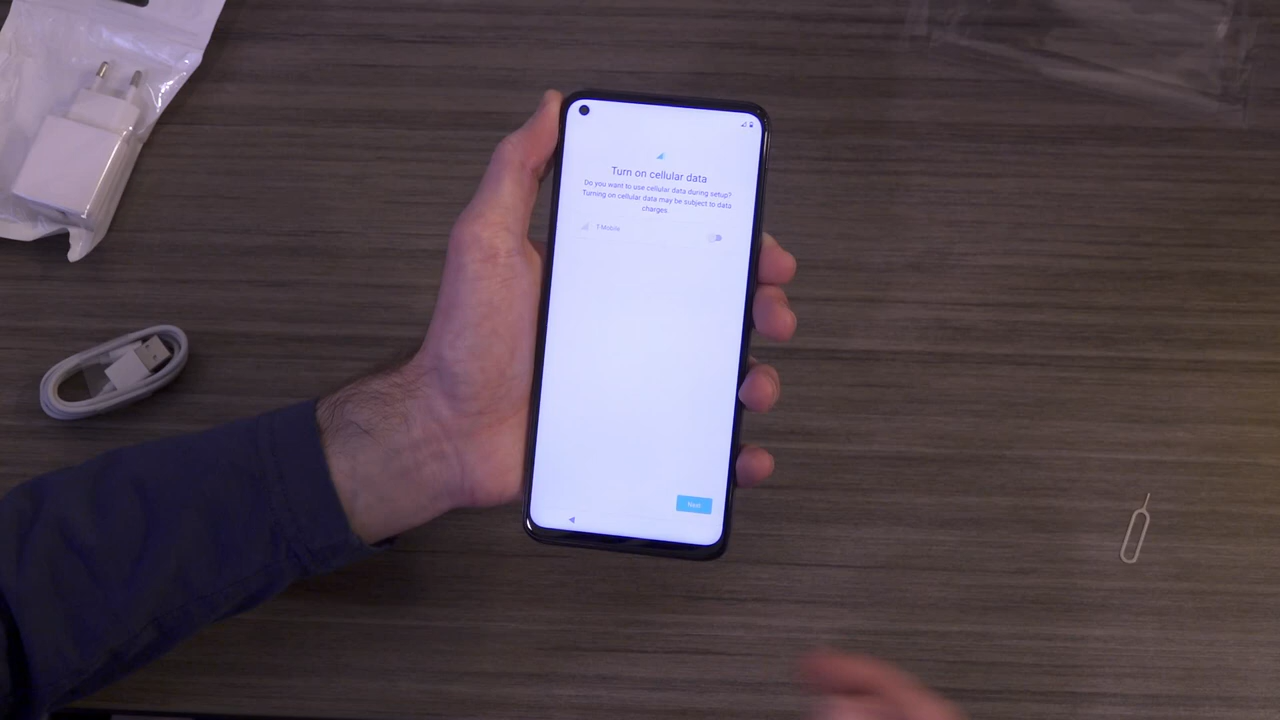 Turn on cellular data
Do you want to use cellular data during setup?
Turning on cellular data may be subject to data
charges.
T-Mobile
Next